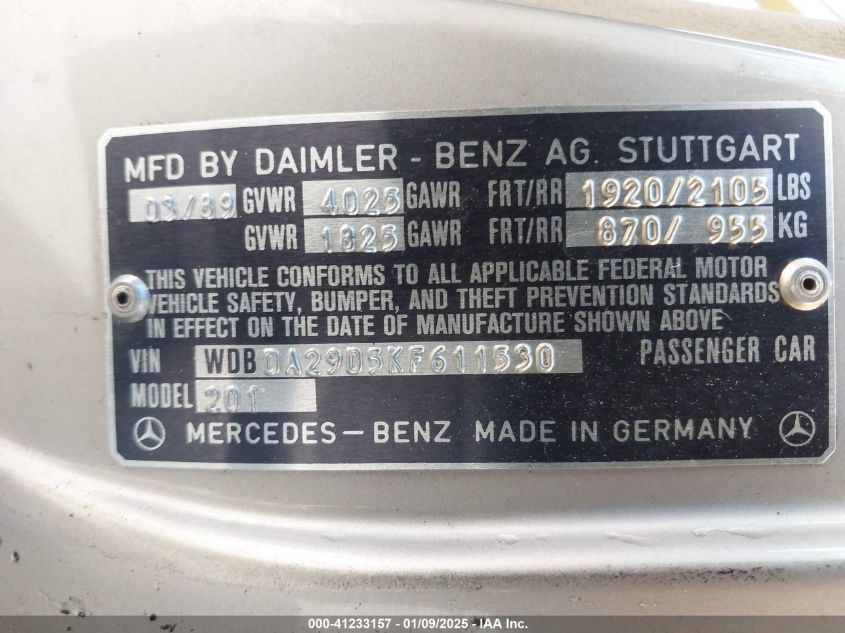 MFD BY DAIMLER - BENZ AG. STUTTGART
03/89 GVWR 4025 GAWR FRT/RR 1920/2105 LBS
GVWR 1825 GAWR FRT/RR 870/ 955 KG
THIS VEHICLE CONFORMS TO ALL APPLICABLE FEDERAL MOTOR
VEHICLE SAFETY, BUMPER, AND THEFT PREVENTION STANDARDS
IN EFFECT ON THE DATE OF MANUFACTURE SHOWN ABOVE
VIN WDBDA29D5KF611530 PASSENGER CAR
MODEL 201
MERCEDES-BENZ MADE IN GERMANY
000-41233157 - 01/09/2025 - IAA Inc.